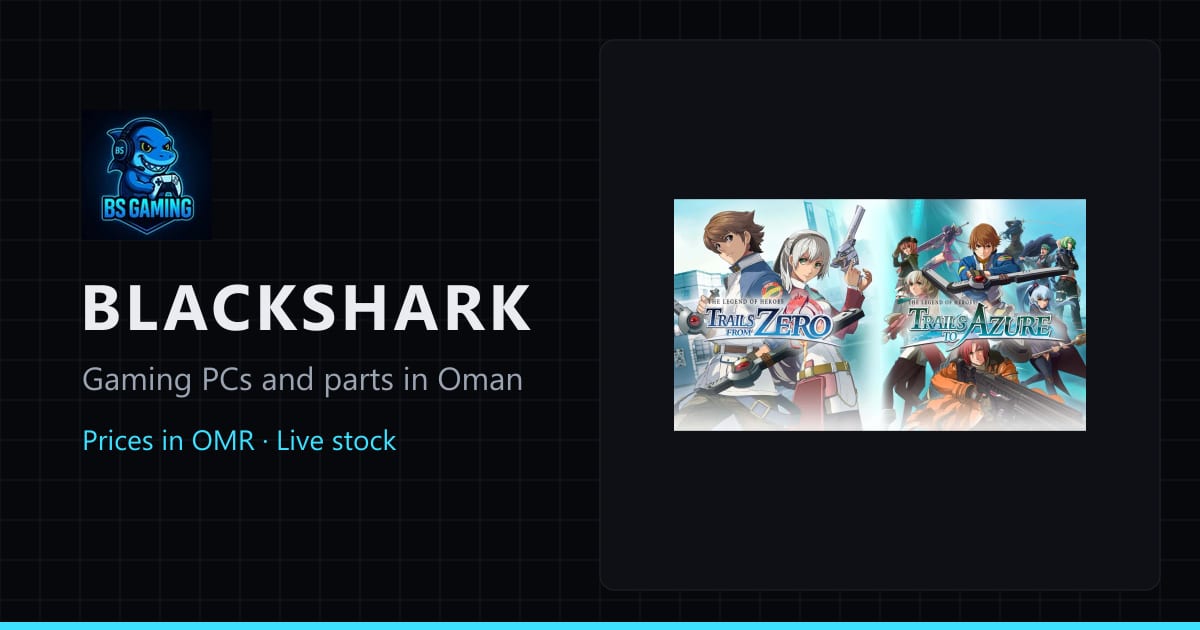 BS
BS GAMING
BLACKSHARK
Gaming PCs and parts in Oman
Prices in OMR · Live stock
THE LEGEND OF HEROES
TRAILS
FROM ZERO
THE LEGEND OF HEROES
TRAILS
TO AZURE